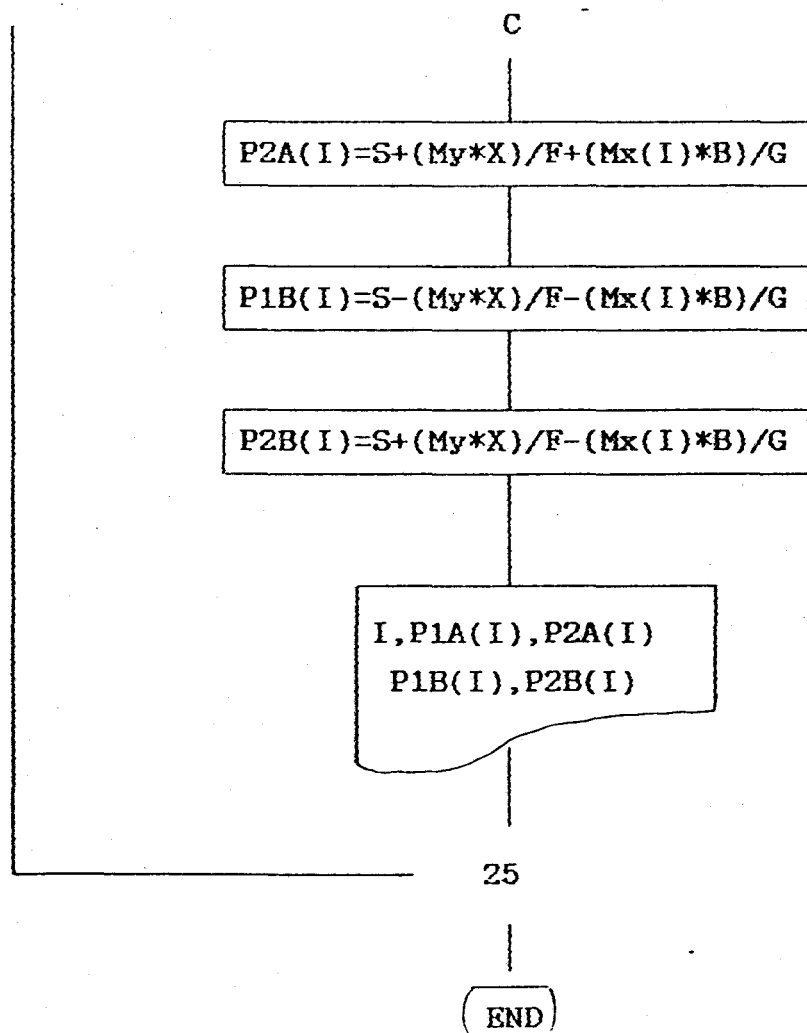 C
P2A(I)=S+(My*X)/F+(Mx(I)*B)/G
P1B(I)=S-(My*X)/F-(Mx(I)*B)/G
P2B(I)=S+(My*X)/F-(Mx(I)*B)/G
I,P1A(I),P2A(I)
P1B(I),P2B(I)
25
END